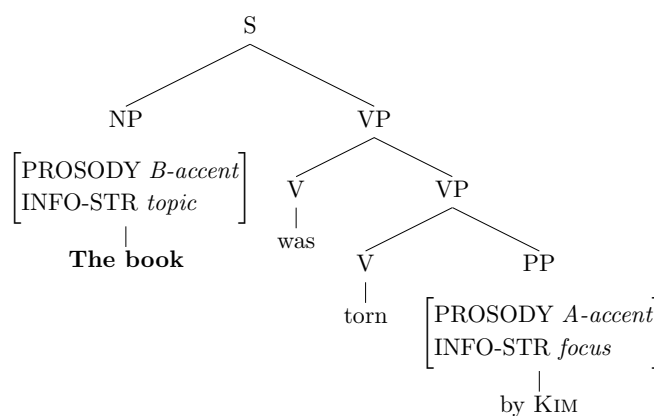 S
NP VP
PROSODY B-accent
INFO-STR topic
V VP
was
The book
V PP
torn
PROSODY A-accent
INFO-STR focus
by KIM